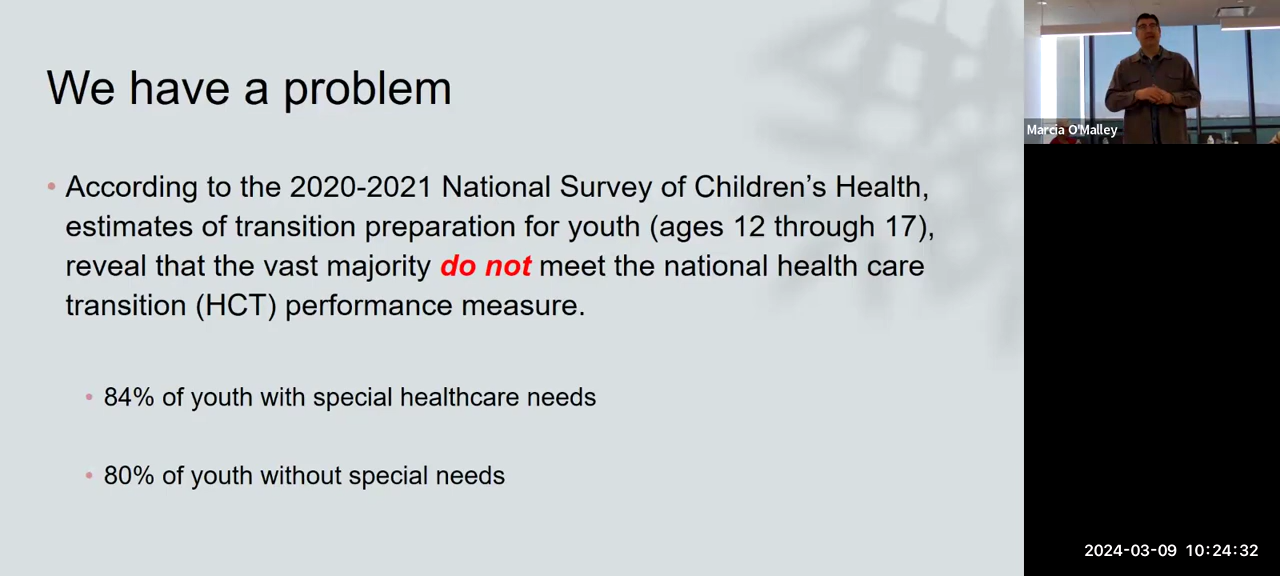 We have a problem
• According to the 2020-2021 National Survey of Children’s Health,
estimates of transition preparation for youth (ages 12 through 17),
reveal that the vast majority do not meet the national health care
transition (HCT) performance measure.
• 84% of youth with special healthcare needs
• 80% of youth without special needs
Marcia O'Malley
2024-03-09 10:24:32